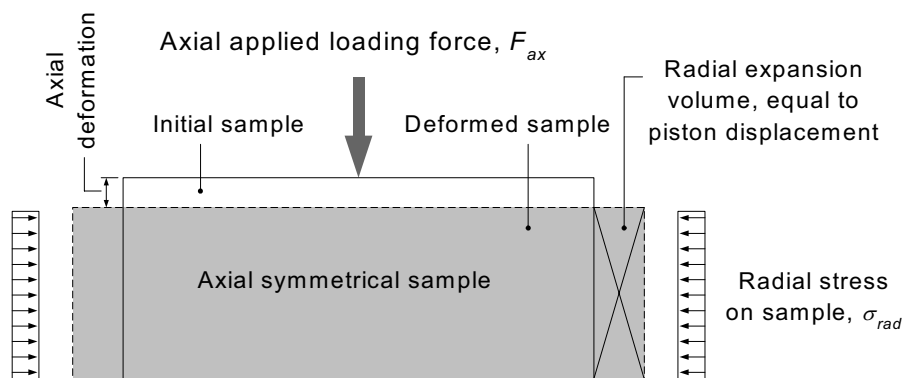 Axial
deformation
Axial applied loading force, F_ax
Initial sample
Deformed sample
Radial expansion
volume, equal to
piston displacement
Axial symmetrical sample
Radial stress
on sample, σ_rad